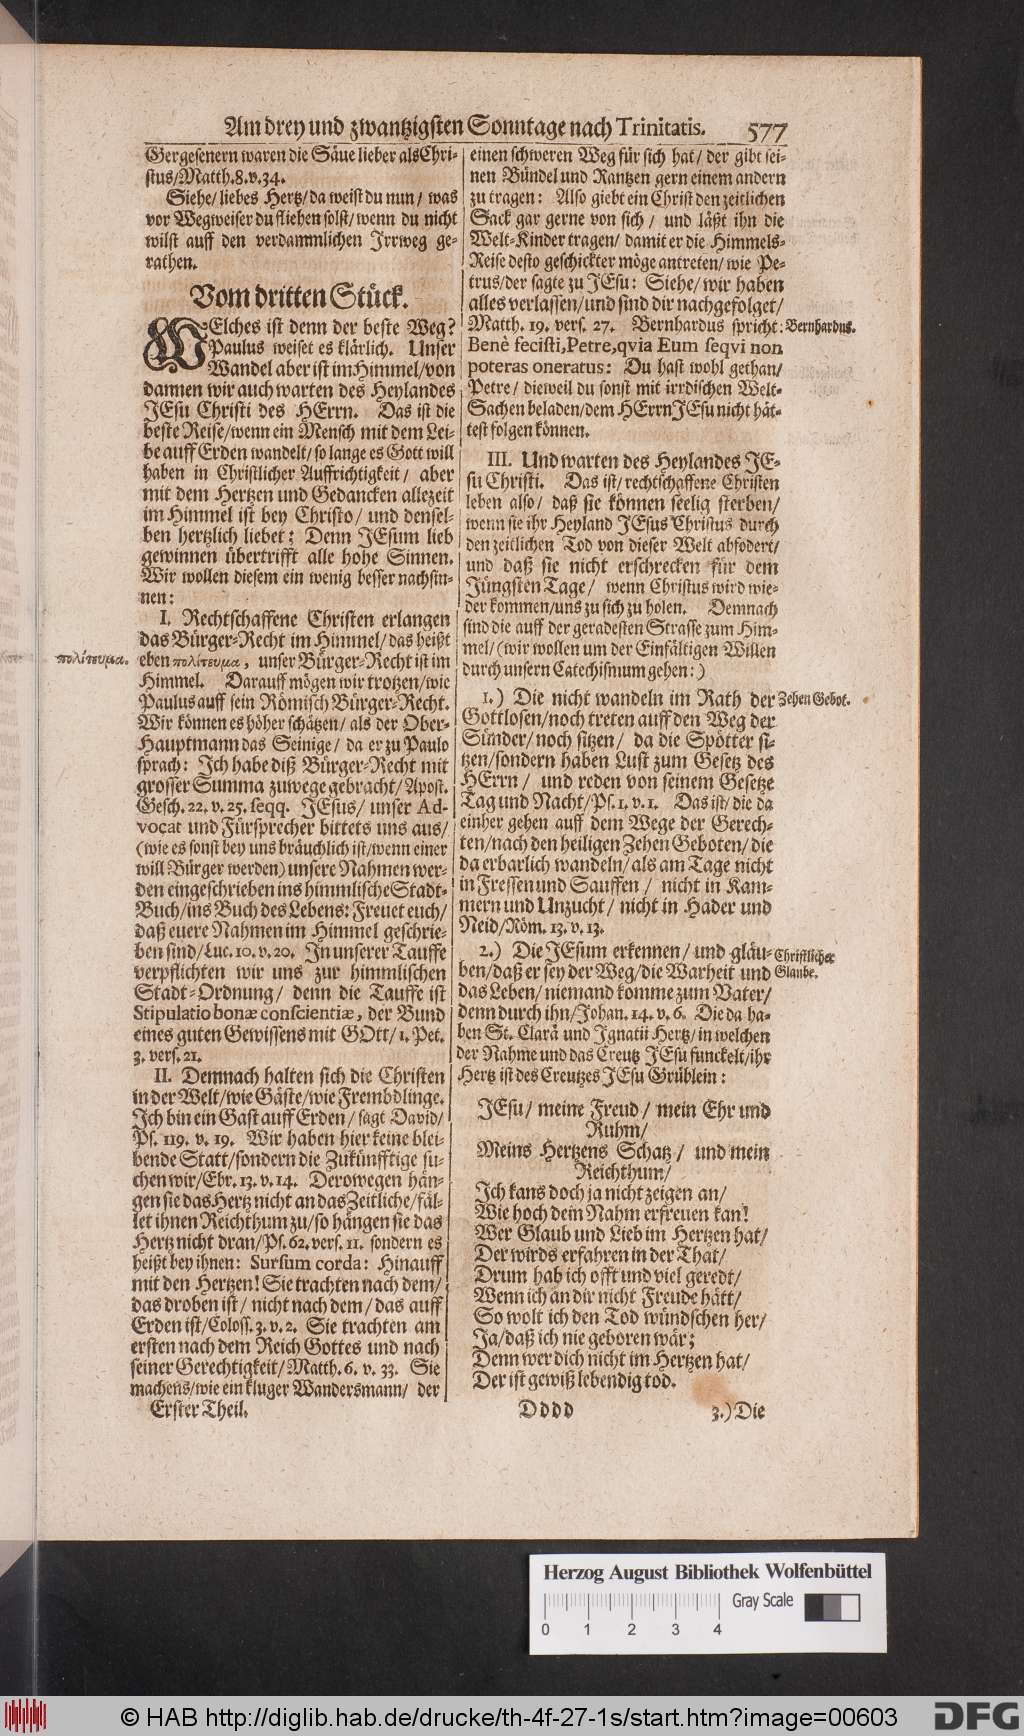 Am drey und zwantzigsten Sonntage nach Trinitatis. 577
Gergesenern waren die Säue lieber als Chri-
stus/Matth.8.v.34.
Siehe/ liebes Hertz/da weist du nun/ was
vor Wegweiser du fliehen solst/wenn du nicht
wilst auff den verdammlichen Irrweg ge-
rathen.
Vom dritten Stück.
WElches ist denn der beste Weg?
Paulus weiset es klärlich. Unser
Wandel aber ist im Himmel/von
dannen wir auch warten des Heylandes
JEsu Christi des HErrn. Das ist die
beste Reise/wenn ein Mensch mit dem Lei-
be auff Erden wandelt/so lange es Gott will
haben in Christlicher Auffrichtigkeit/ aber
mit dem Hertzen und Gedancken allezeit
im Himmel ist bey Christo/ und densel-
ben hertzlich liebet: Denn JEsum lieb
gewinnen übertrifft alle hohe Sinnen.
Wir wollen diesem ein wenig besser nachsin-
nen:
I. Rechtschaffene Christen erlangen
das Bürger-Recht im Himmel/das heißt
πολίτευμα.
eben πολίτευμα, unser Bürger-Recht ist im
Himmel. Darauff mögen wir trotzen/wie
Paulus auff sein Römisch Bürger-Recht.
Wir können es höher schätzen/ als der Ober-
Hauptmann das Seinige/ da er zu Paulo
sprach: Ich habe diß Bürger-Recht mit
grosser Summa zuwege gebracht/Apost.
Gesch. 22. v. 25. seqq. JEsus/ unser Ad-
vocat und Fürsprecher bittets uns aus/
(wie es sonst bey uns bräuchlich ist/wenn einer
will Bürger werden) unsere Nahmen wer-
den eingeschrieben ins himmlische Stadt-
Buch/ins Buch des Lebens: Freuet euch/
daß euere Nahmen im Himmel geschrie-
ben sind/Luc. 10. v. 20. In unserer Tauffe
verpflichten wir uns zur himmlischen
Stadt-Ordnung/ denn die Tauffe ist
Stipulatio bonæ conscientiæ, der Bund
eines guten Gewissens mit GOtt/ 1. Pet.
3. vers. 21.
II. Demnach halten sich die Christen
in der Welt/wie Gäste/wie Frembdlinge.
Ich bin ein Gast auff Erden/ sagt David/
Ps. 119. v. 19. Wir haben hier keine blei-
bende Statt/sondern die Zukünfftige su-
chen wir/Ebr. 13. v. 14. Derowegen hän-
gen sie das Hertz nicht an das Zeitliche/fäl-
let ihnen Reichthum zu/so hängen sie das
Hertz nicht dran/Ps. 62. vers. 11. sondern es
heißt bey ihnen: Sursum corda: Hinauff
mit den Hertzen! Sie trachten nach dem/
das droben ist/ nicht nach dem/ das auff
Erden ist/Coloss. 3. v. 2. Sie trachten am
ersten nach dem Reich Gottes und nach
seiner Gerechtigkeit/Matth. 6. v. 33. Sie
machens/wie ein kluger Wandersmann/ der
Erster Theil.
einen schweren Weg für sich hat/ der gibt sei-
nen Bündel und Rantzen gern einem andern
zu tragen: Also giebt ein Christ den zeitlichen
Sack gar gerne von sich/ und läßt ihn die
Welt-Kinder tragen/ damit er die Himmels-
Reise desto geschickter möge antreten/ wie Pe-
trus/der sagte zu JEsu: Siehe/ wir haben
alles verlassen/und sind dir nachgefolget/
Matth. 19. vers. 27. Bernhardus spricht:
Bernhardus.
Benè fecisti, Petre, qvia Eum seqvi non
poteras oneratus: Du hast wohl gethan/
Petre/ dieweil du sonst mit irrdischen Welt-
Sachen beladen/dem HErrn JEsu nicht hät-
test folgen können.
III. Und warten des Heylandes JE-
su Christi. Das ist/ rechtschaffene Christen
leben also/ daß sie können seelig sterben/
wenn sie ihr Heyland JEsus Christus durch
den zeitlichen Tod von dieser Welt abfodert/
und daß sie nicht erschrecken für dem
Jüngsten Tage/ wenn Christus wird wie-
der kommen/uns zu sich zu holen. Demnach
sind die auff der geradesten Strasse zum Him-
mel/(wir wollen um der Einfältigen Willen
durch unsern Catechismum gehen:)
1.) Die nicht wandeln im Rath der
Zehen Gebot.
Gottlosen/noch treten auff den Weg der
Sünder/ noch sitzen/ da die Spötter si-
tzen/sondern haben Lust zum Gesetz des
HErrn/ und reden von seinem Gesetze
Tag und Nacht/Ps. 1. v. 1. Das ist/ die da
einher gehen auff dem Wege der Gerech-
ten/nach den heiligen Zehen Geboten/ die
da erbarlich wandeln/als am Tage nicht
in Fressen und Sauffen/ nicht in Kam-
mern und Unzucht/ nicht in Hader und
Neid/Röm. 13. v. 13.
2.) Die JEsum erkennen/ und gläu-
Christlicher
ben/daß er sey der Weg/die Warheit und
Glaube.
das Leben/ niemand komme zum Vater/
denn durch ihn/Johan. 14. v. 6. Die da ha-
ben St. Clarä und Ignatii Hertz/in welchen
der Nahme und das Creutz JEsu funckelt/ihr
Hertz ist des Creutzes JEsu Grüblein:
JEsu/ meine Freud/ mein Ehr und
Ruhm/
Meins Hertzens Schatz/ und mein
Reichthum/
Ich kans doch ja nicht zeigen an/
Wie hoch dein Nahm erfreuen kan!
Wer Glaub und Lieb im Hertzen hat/
Der wirds erfahren in der That/
Drum hab ich offt und viel geredt/
Wenn ich an dir nicht Freude hätt/
So wolt ich den Tod wündschen her/
Ja/daß ich nie geboren wär;
Denn wer dich nicht im Hertzen hat/
Der ist gewiß lebendig tod.
Dddd 3.) Die
Herzog August Bibliothek Wolfenbüttel
Gray Scale
0 1 2 3 4
© HAB http://diglib.hab.de/drucke/th-4f-27-1s/start.htm?image=00603
DFG